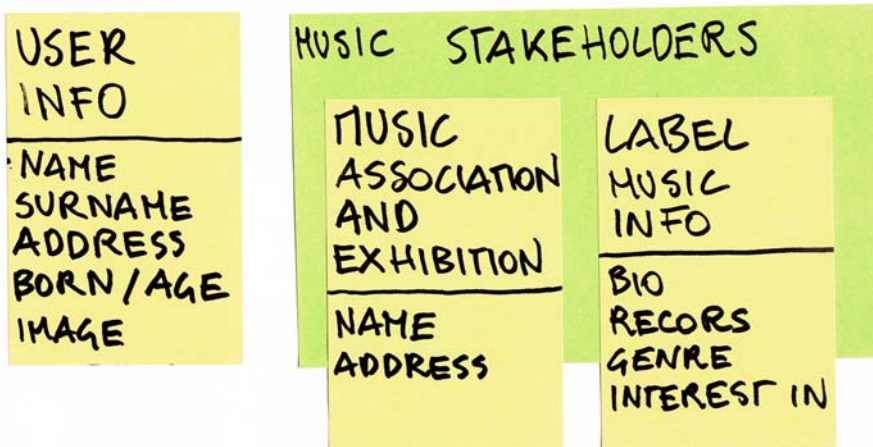 USER
INFO
NAME
SURNAME
ADDRESS
BORN / AGE
IMAGE
MUSIC STAKEHOLDERS
MUSIC
ASSOCIATION
AND
EXHIBITION
NAME
ADDRESS
LABEL
MUSIC
INFO
BIO
RECORS
GENRE
INTEREST IN